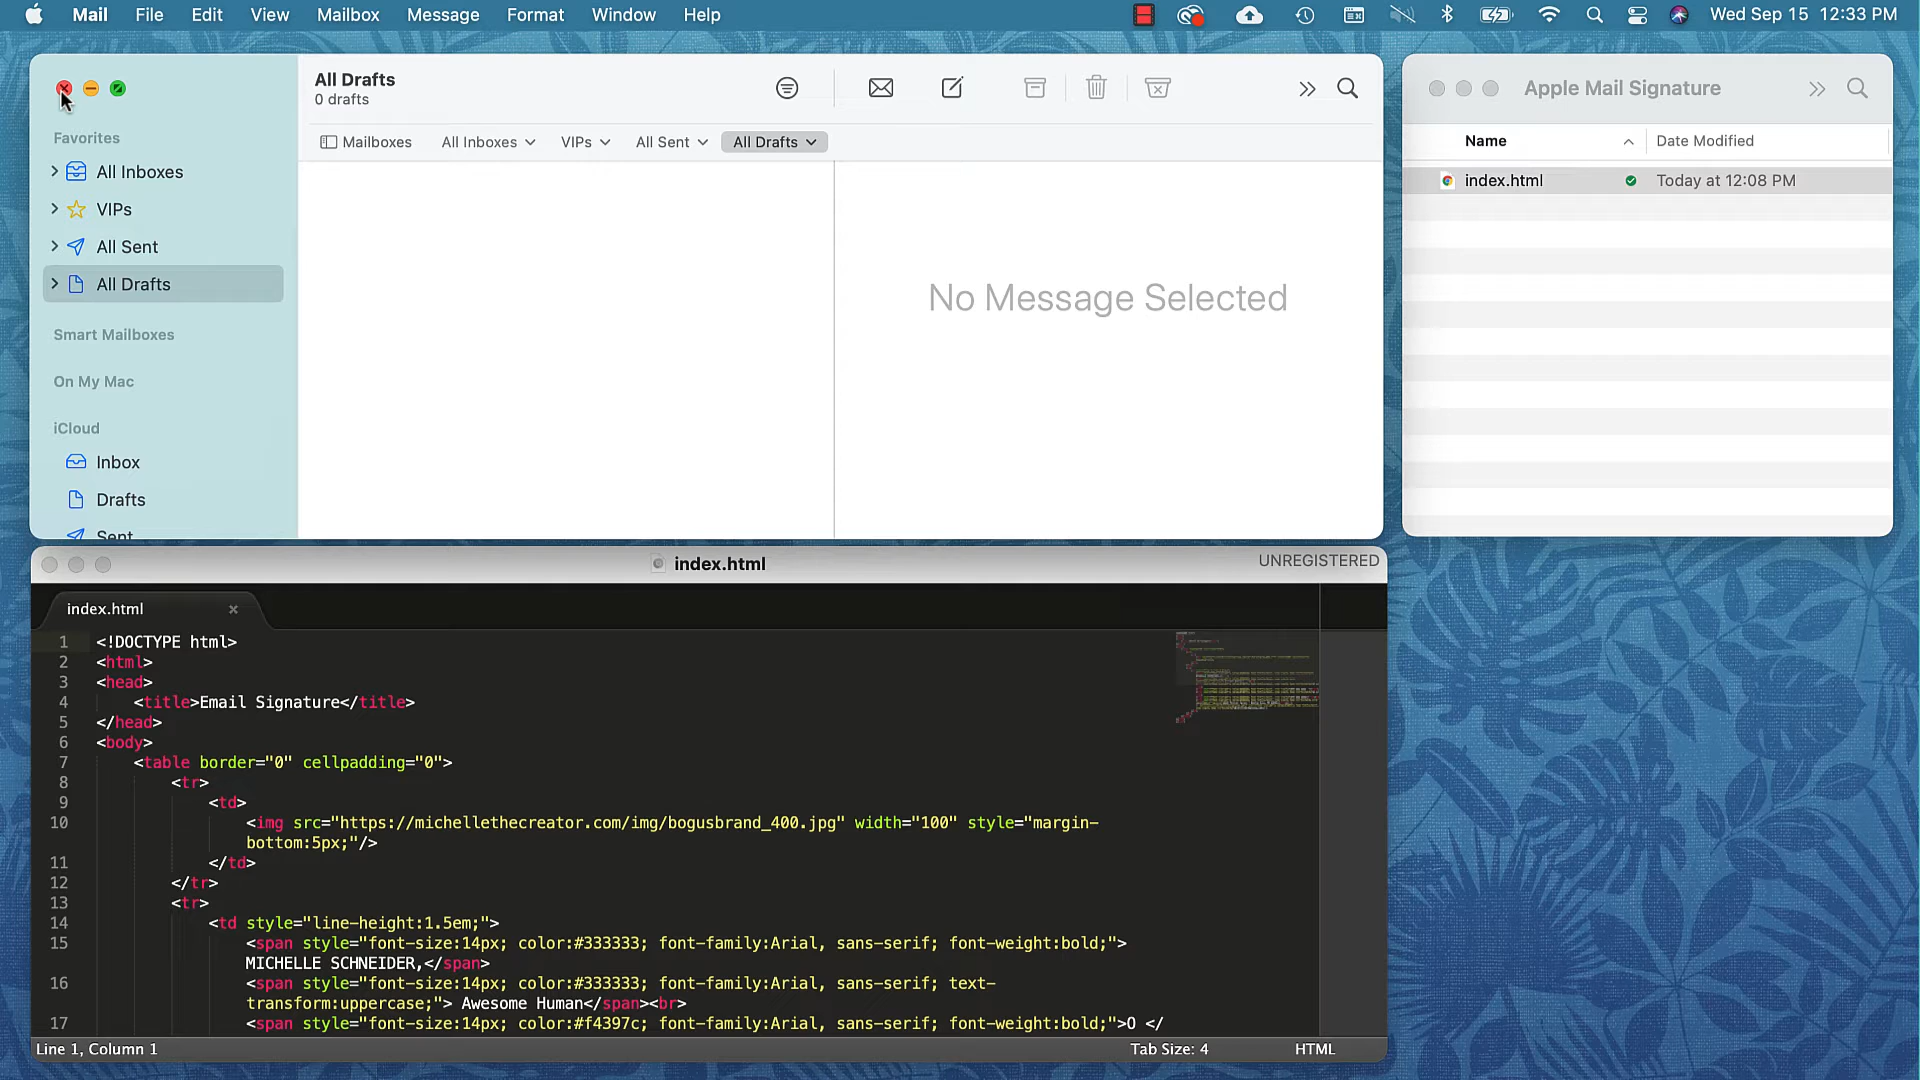 Mail File Edit View Mailbox Message Format Window Help Wed Sep 15 12:33 PM
All Drafts
0 drafts
Mailboxes All Inboxes VIPs All Sent All Drafts
Favorites
All Inboxes
VIPs
All Sent
All Drafts
Smart Mailboxes
On My Mac
iCloud
Inbox
Drafts
Sent
No Message Selected
Apple Mail Signature
Name Date Modified
index.html Today at 12:08 PM
index.html UNREGISTERED
index.html
1 <!DOCTYPE html>
2 <html>
3 <head>
4 <title>Email Signature</title>
5 </head>
6 <body>
7 <table border="0" cellpadding="0">
8 <tr>
9 <td>
10 <img src="https://michellethecreator.com/img/bogusbrand_400.jpg" width="100" style="margin-
bottom:5px;"/>
11 </td>
12 </tr>
13 <tr>
14 <td style="line-height:1.5em;">
15 <span style="font-size:14px; color:#333333; font-family:Arial, sans-serif; font-weight:bold;">
MICHELLE SCHNEIDER,</span>
16 <span style="font-size:14px; color:#333333; font-family:Arial, sans-serif; text-
transform:uppercase;"> Awesome Human</span><br>
17 <span style="font-size:14px; color:#f4397c; font-family:Arial, sans-serif; font-weight:bold;">O </
Line 1, Column 1 Tab Size: 4 HTML